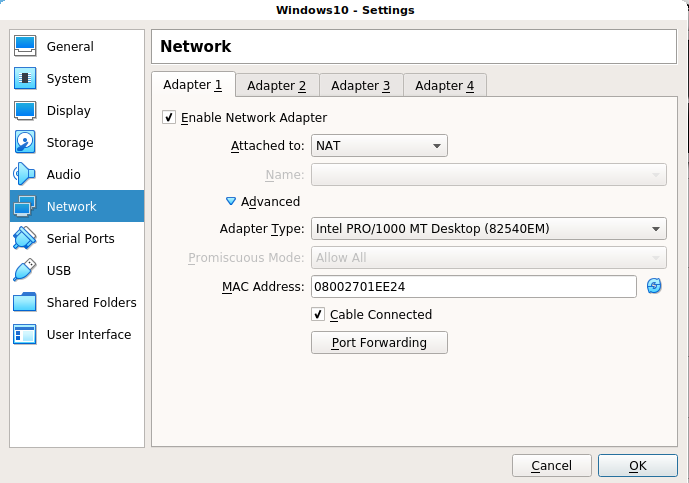 Windows10 - Settings
General
System
Display
Storage
Audio
Network
Serial Ports
USB
Shared Folders
User Interface
Network
Adapter 1 Adapter 2 Adapter 3 Adapter 4
Enable Network Adapter
Attached to: NAT
Name:
Advanced
Adapter Type: Intel PRO/1000 MT Desktop (82540EM)
Promiscuous Mode: Allow All
MAC Address: 08002701EE24
Cable Connected
Port Forwarding
Cancel OK